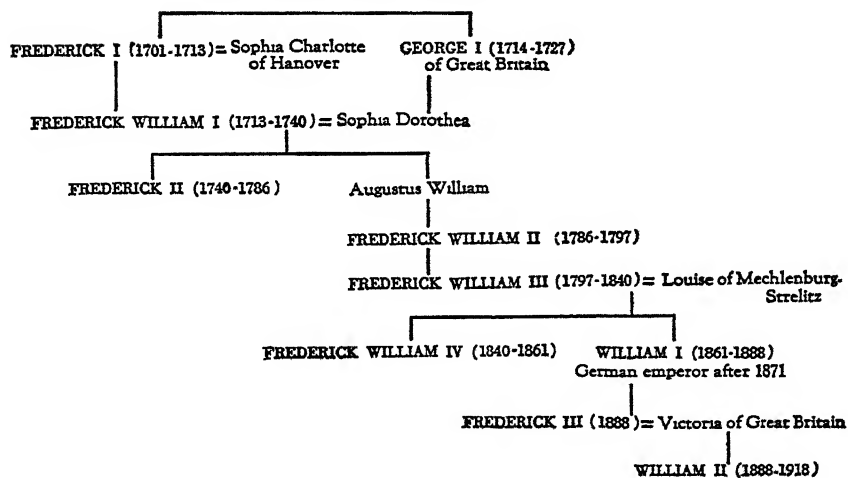 FREDERICK I (1701-1713) = Sophia Charlotte
of Hanover
GEORGE I (1714-1727)
of Great Britain
FREDERICK WILLIAM I (1713-1740) = Sophia Dorothea
FREDERICK II (1740-1786)
Augustus William
FREDERICK WILLIAM II (1786-1797)
FREDERICK WILLIAM III (1797-1840) = Louise of Mechlenburg-
Strelitz
FREDERICK WILLIAM IV (1840-1861)
WILLIAM I (1861-1888)
German emperor after 1871
FREDERICK III (1888) = Victoria of Great Britain
WILLIAM II (1888-1918)